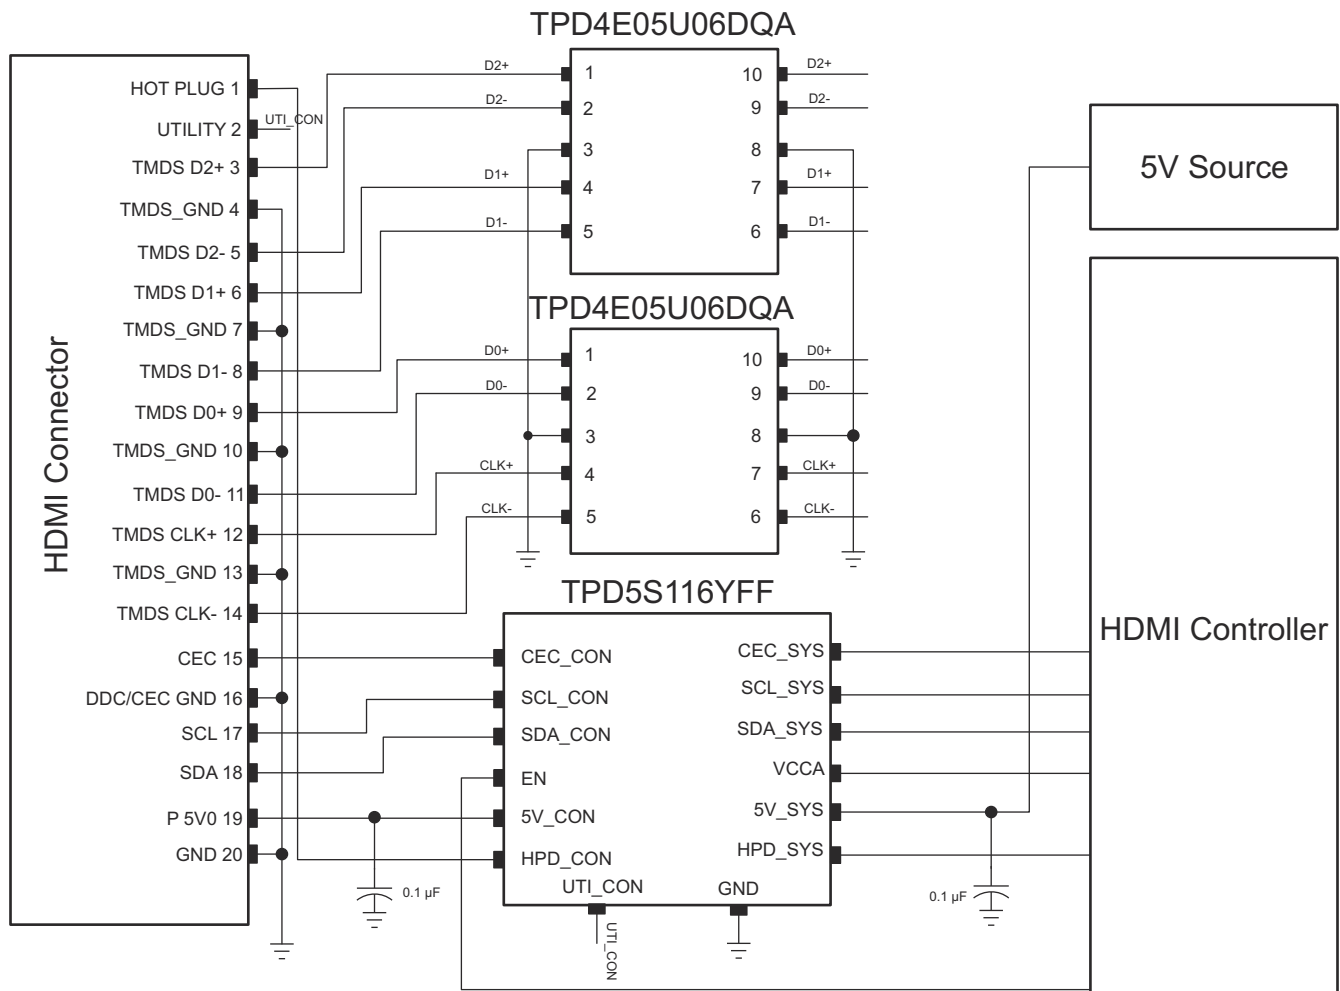 TPD4E05U06DQA
HDMI Connector
HOT PLUG 1
UTILITY 2
UTI_CON
TMDS D2+ 3
TMDS_GND 4
TMDS D2- 5
TMDS D1+ 6
TMDS_GND 7
TMDS D1- 8
TMDS D0+ 9
TMDS_GND 10
TMDS D0- 11
TMDS CLK+ 12
TMDS_GND 13
TMDS CLK- 14
CEC 15
DDC/CEC GND 16
SCL 17
SDA 18
P 5V0 19
GND 20
D2+ 1 10 D2+
D2- 2 9 D2-
3 8
D1+ 4 7 D1+
D1- 5 6 D1-
TPD4E05U06DQA
D0+ 1 10 D0+
D0- 2 9 D0-
3 8
CLK+ 4 7 CLK+
CLK- 5 6 CLK-
TPD5S116YFF
CEC_CON CEC_SYS
SCL_CON SCL_SYS
SDA_CON SDA_SYS
EN VCCA
5V_CON 5V_SYS
HPD_CON HPD_SYS
UTI_CON GND
UTI_CON
0.1 µF
0.1 µF
5V Source
HDMI Controller